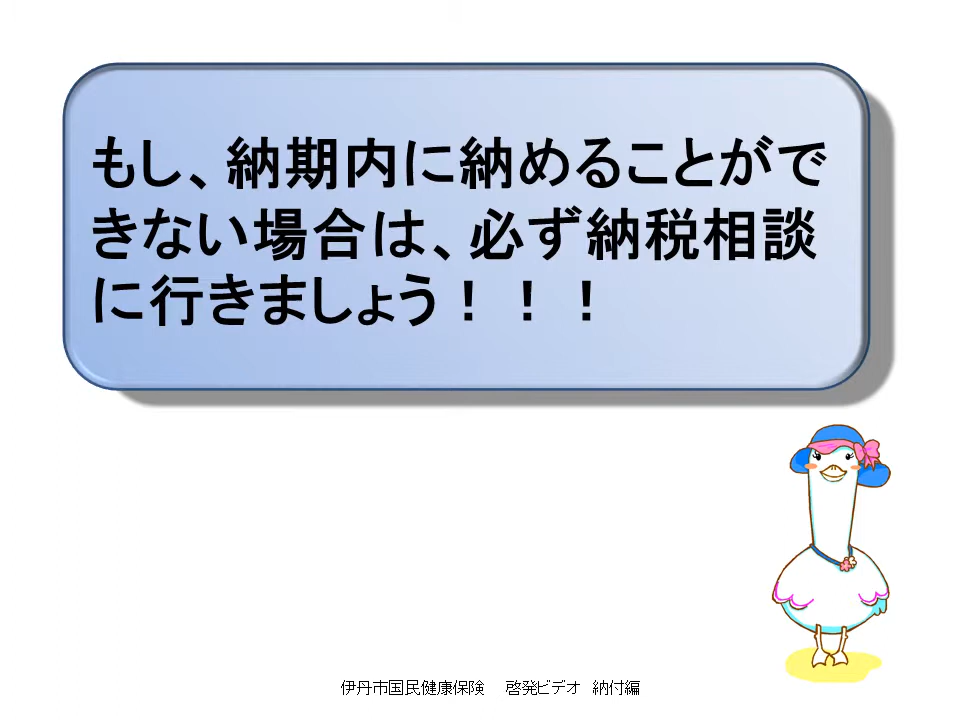 もし、納期内に納めることがで
きない場合は、必ず納税相談
に行きましょう！！！
伊丹市国民健康保険　啓発ビデオ　納付編